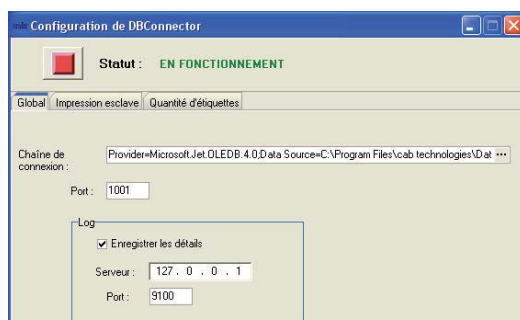 Configuration de DBConnector
Statut : EN FONCTIONNEMENT
Global Impression esclave Quantité d'étiquettes
Chaîne de connexion : Provider=Microsoft.Jet.OLEDB.4.0;Data Source=C:\Program Files\cab technologies\Dat ...
Port : 1001
Log
Enregistrer les détails
Serveur : 127 . 0 . 0 . 1
Port : 9100